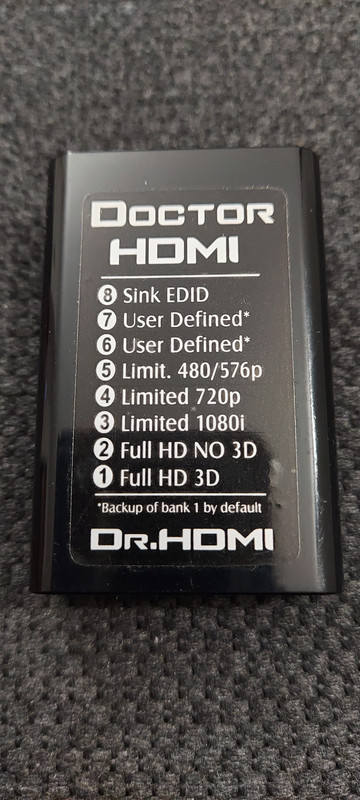 DOCTOR
HDMI
8 Sink EDID
7 User Defined*
6 User Defined*
5 Limit. 480/576p
4 Limited 720p
3 Limited 1080i
2 Full HD NO 3D
1 Full HD 3D
*Backup of bank 1 by default
DR.HDMI